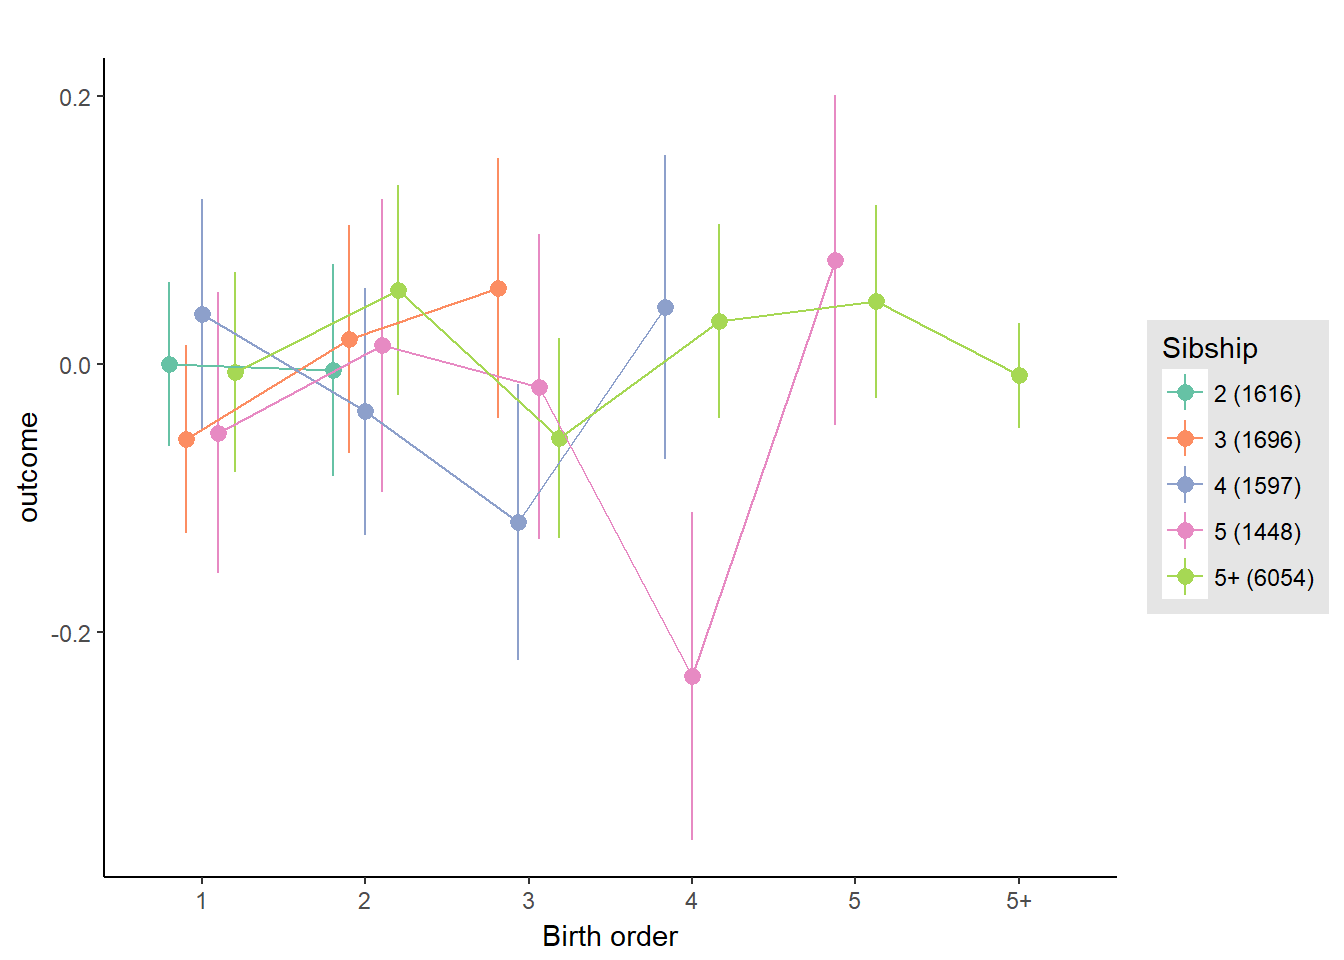 0.2
0.0
-0.2
outcome
1 2 3 4 5 5+
Birth order
Sibship
2 (1616)
3 (1696)
4 (1597)
5 (1448)
5+ (6054)